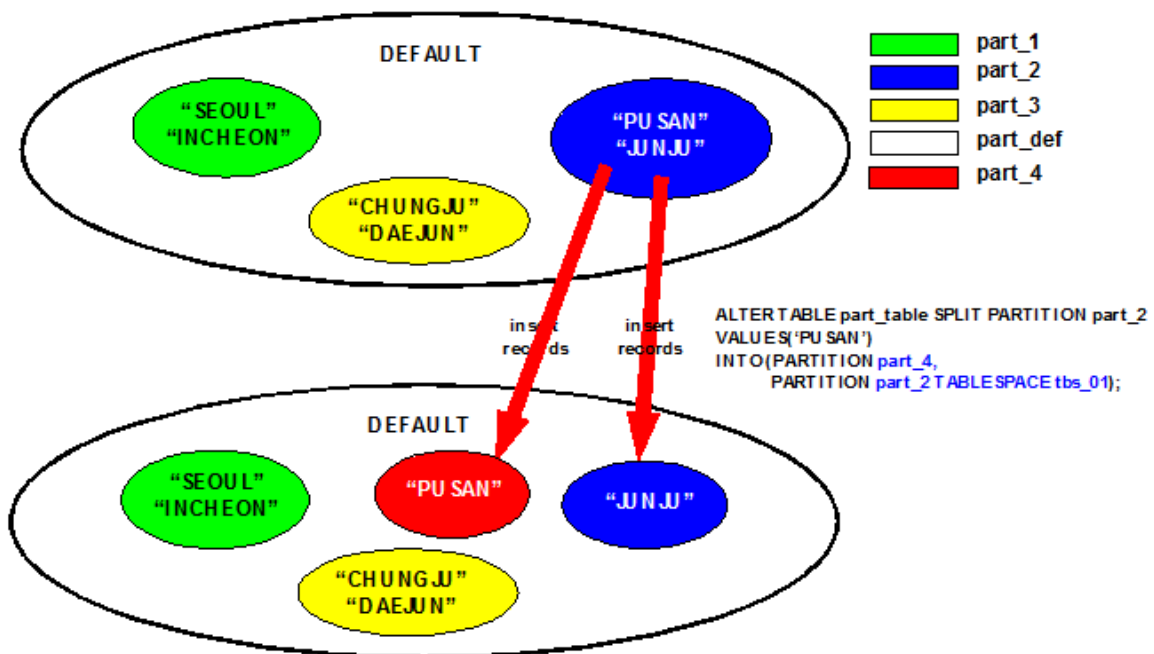 DEFAULT
“SEOUL”
“INCHEON”
“PUSAN”
“JUNJU”
“CHUNGJU”
“DAEJUN”
part_1
part_2
part_3
part_def
part_4
insert
records
insert
records
ALTER TABLE part_table SPLIT PARTITION part_2
VALUES(‘PUSAN’)
INTO(PARTITION part_4,
PARTITION part_2 TABLESPACE tbs_01);
DEFAULT
“SEOUL”
“INCHEON”
“PUSAN”
“JUNJU”
“CHUNGJU”
“DAEJUN”